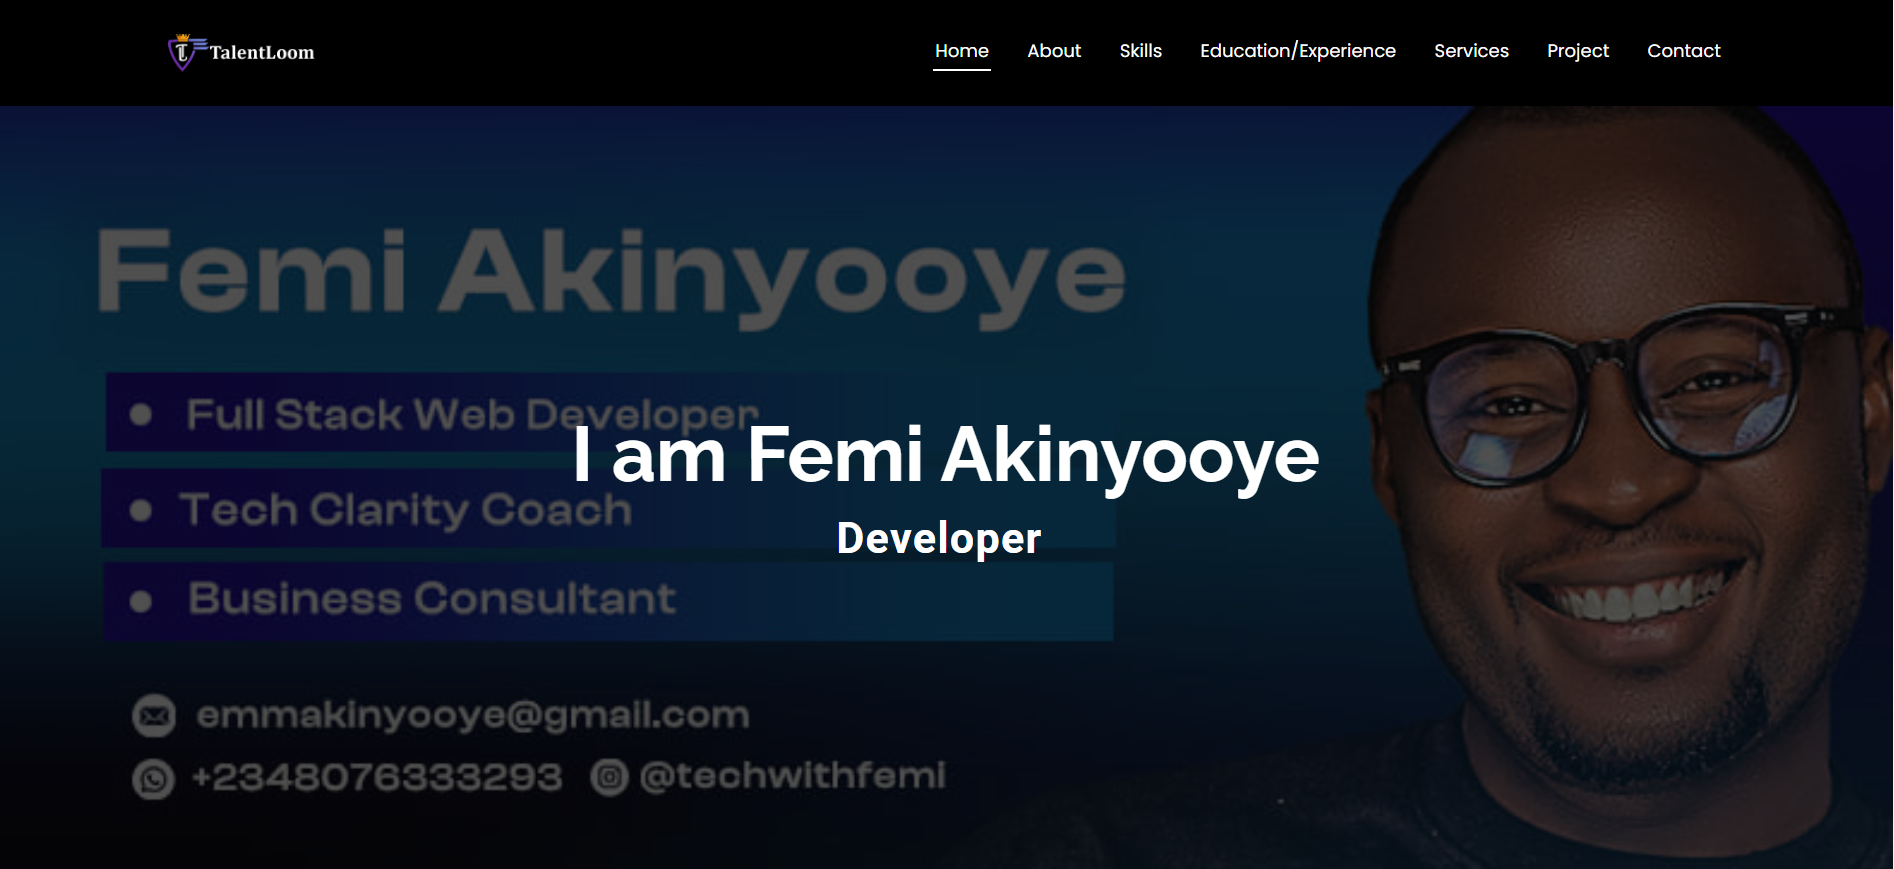 TalentLoom
Home About Skills Education/Experience Services Project Contact
Femi Akinyooye
Full Stack Web Developer
I am Femi Akinyooye
Tech Clarity Coach
Developer
Business Consultant
emmakinyooye@gmail.com
+2348076333293 @techwithfemi